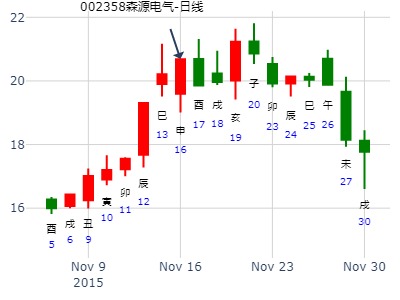 002358森源电气-日线
22
20
18
16
酉
5
戌
6
丑
9
寅
10
卯
11
辰
12
巳
13
申
16
酉
17
戌
18
亥
19
子
20
卯
23
辰
24
巳
25
午
26
未
27
戌
30
Nov 9
2015
Nov 16
Nov 23
Nov 30